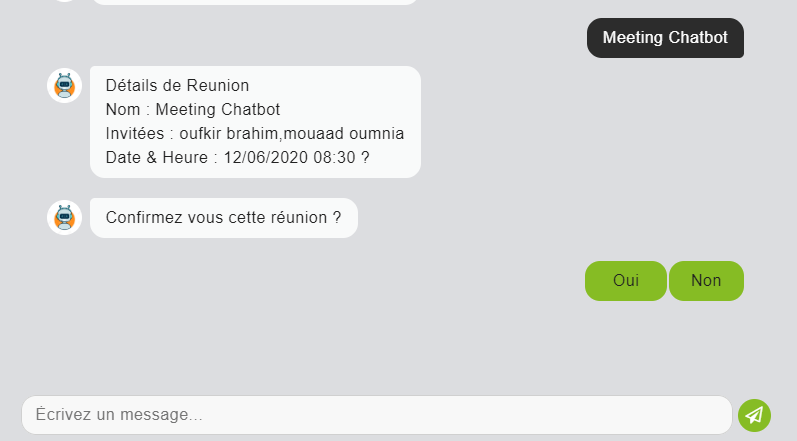 Meeting Chatbot
Détails de Reunion
Nom : Meeting Chatbot
Invitées : oufkir brahim,mouaad oumnia
Date & Heure : 12/06/2020 08:30 ?
Confirmez vous cette réunion ?
Oui
Non
Écrivez un message...